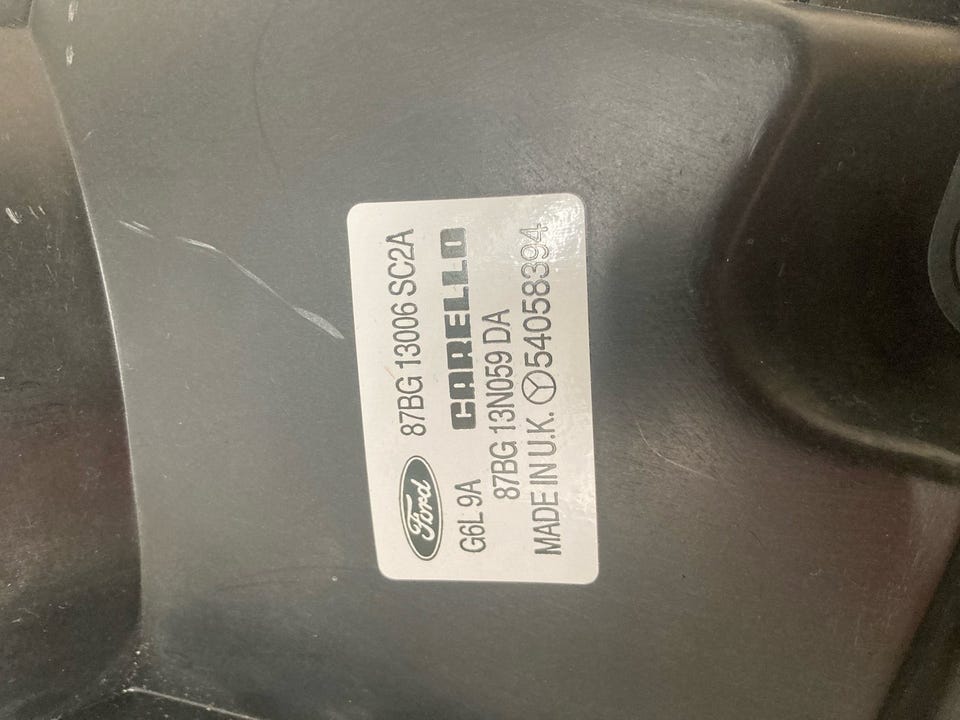 Ford 87BG 13006 SC2A
G6L 9A CARELLO
87BG 13N059 DA
MADE IN U.K. 54058394